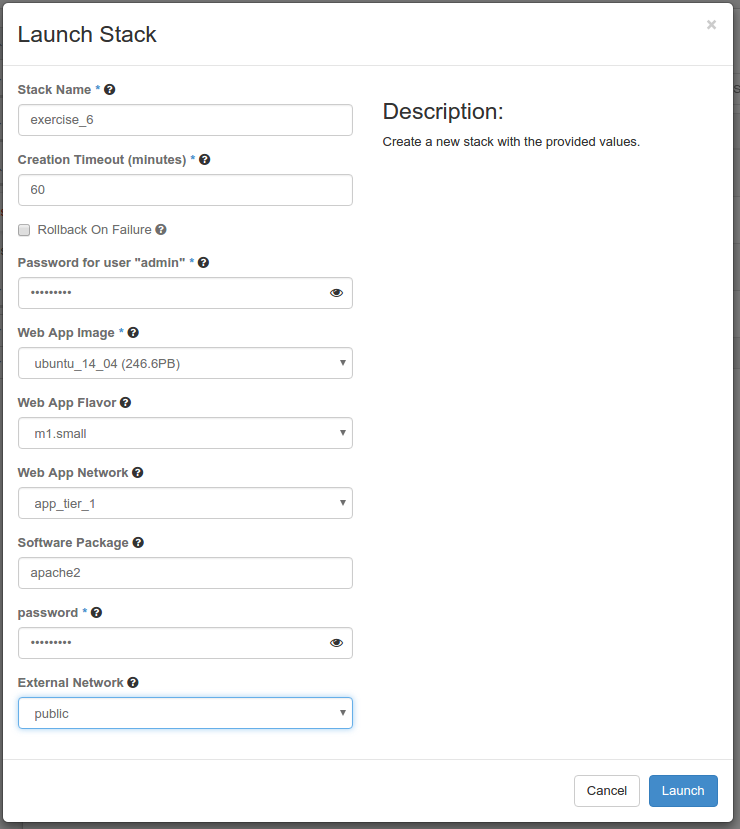 Launch Stack
×
Stack Name *
exercise_6
Creation Timeout (minutes) *
60
Rollback On Failure
Password for user "admin" *
•••••••••
Web App Image *
ubuntu_14_04 (246.6PB)
Web App Flavor
m1.small
Web App Network
app_tier_1
Software Package
apache2
password *
•••••••••
External Network
public
Description:
Create a new stack with the provided values.
Cancel
Launch